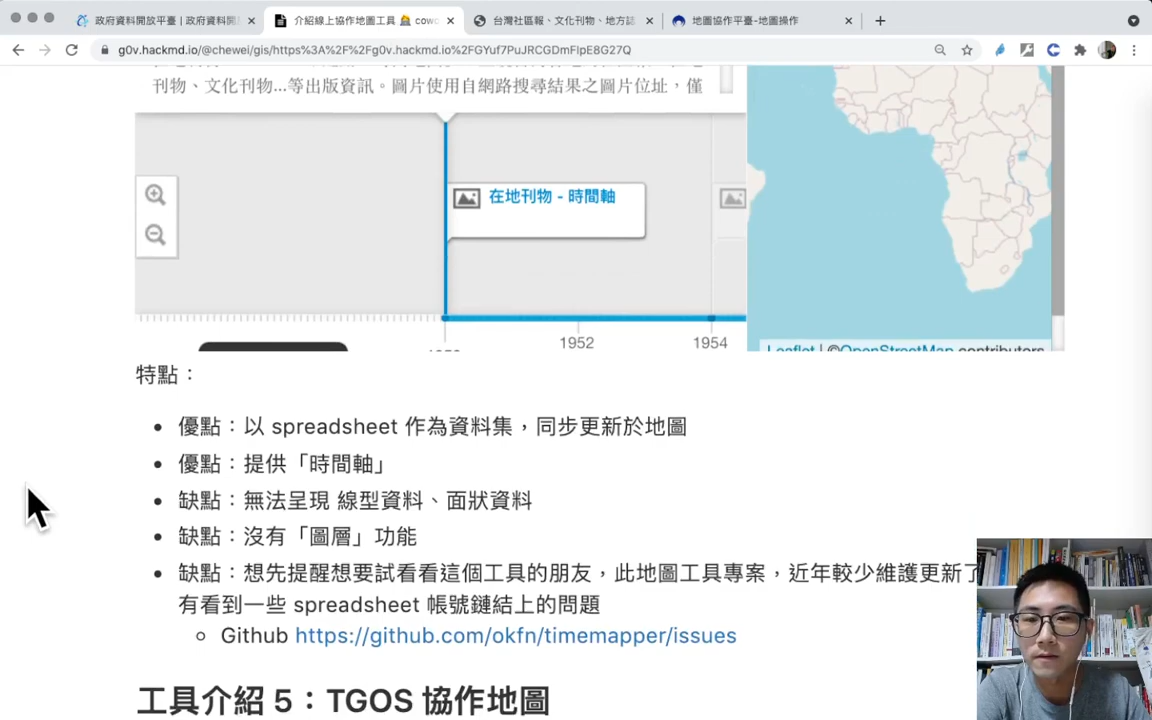 政府資料開放平臺 | 政府資料開
介紹線上協作地圖工具
台灣社區報、文化刊物、地方誌
地圖協作平臺-地圖操作
g0v.hackmd.io/@chewei/gis/https%3A%2F%2Fg0v.hackmd.io%2FGYuf7PuJRCGDmFlpE8G27Q
刊物、文化刊物...等出版資訊。圖片使用自網路搜尋結果之圖片位址，僅
在地刊物 - 時間軸
1952
1954
Leaflet | ©OpenStreetMap contributors
特點：
優點：以 spreadsheet 作為資料集，同步更新於地圖
優點：提供「時間軸」
缺點：無法呈現 線型資料、面狀資料
缺點：沒有「圖層」功能
缺點：想先提醒想要試看看這個工具的朋友，此地圖工具專案，近年較少維護更新了
有看到一些 spreadsheet 帳號鏈結上的問題
Github https://github.com/okfn/timemapper/issues
工具介紹 5：TGOS 協作地圖